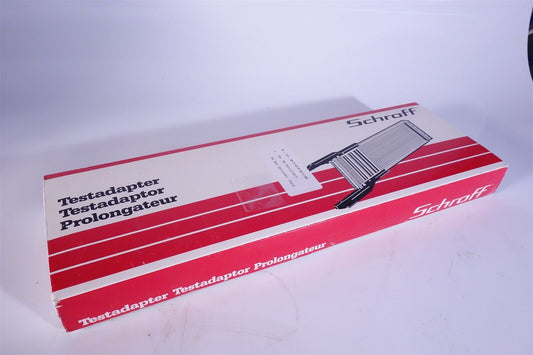 Schroff
Testadapter
Testadaptor
Prolongateur
Schroff
Testadapter Testadaptor Prolongateur